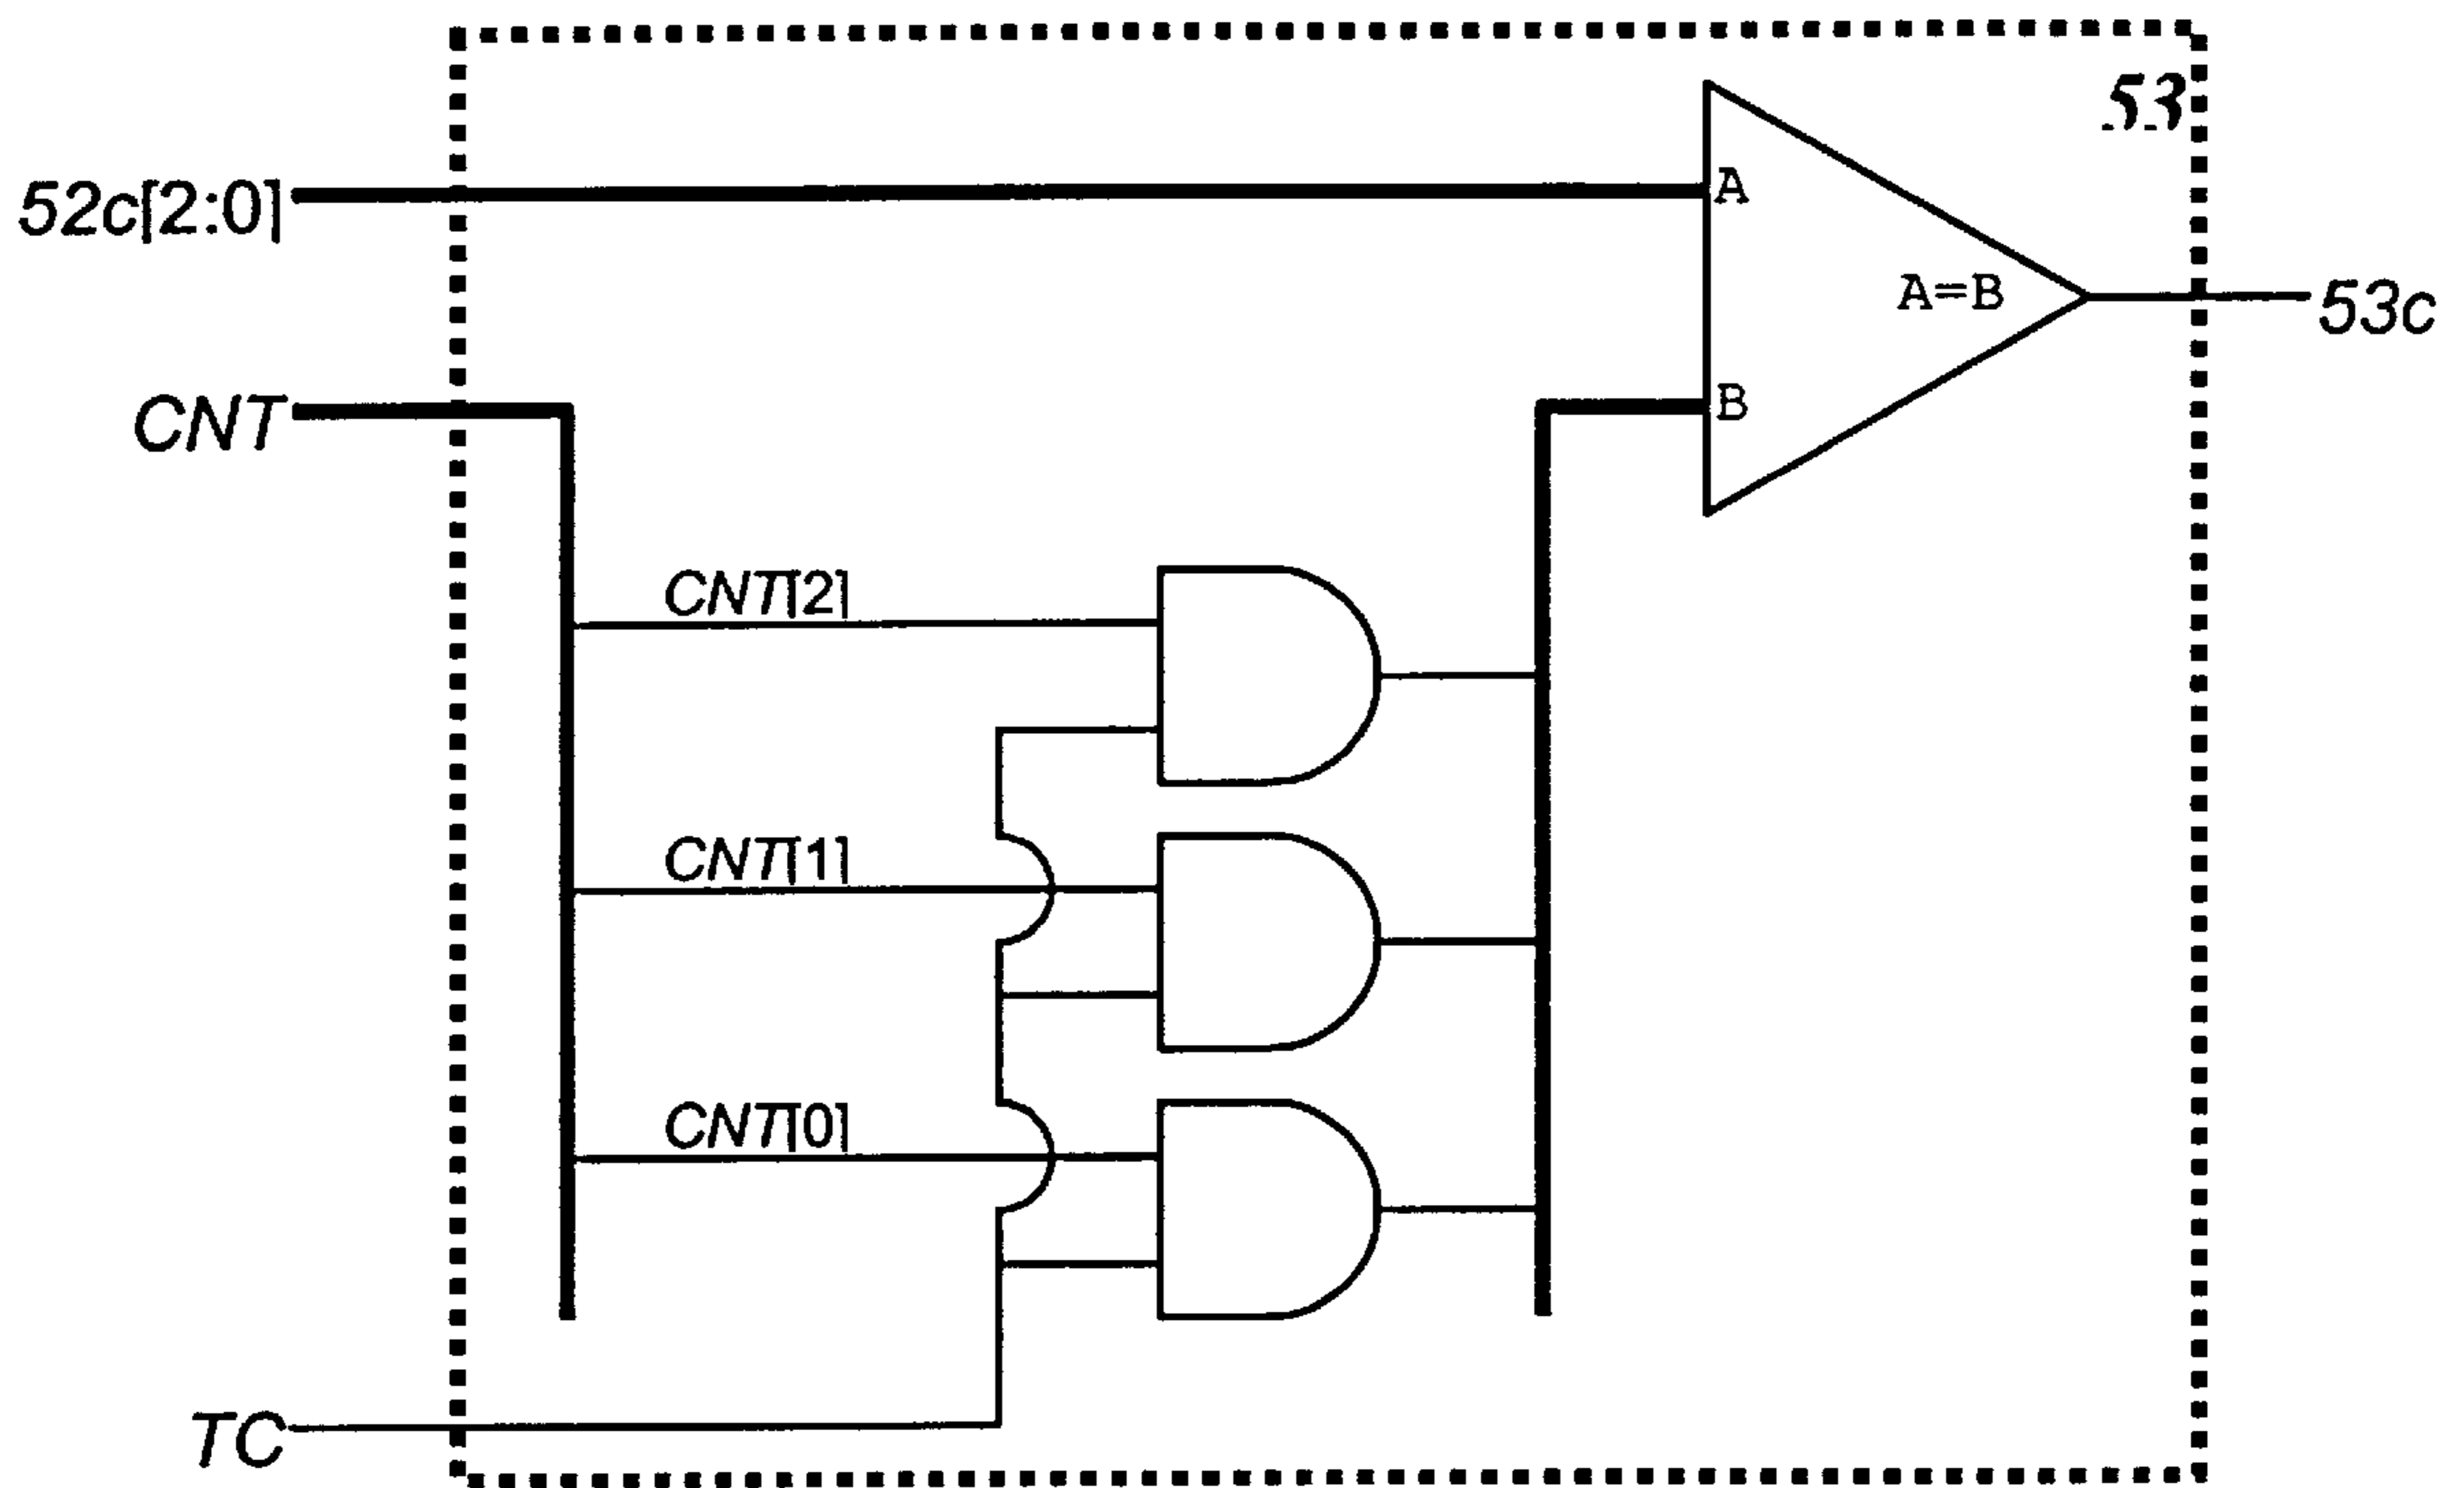 53
52c[2:0]
A
A=B
53c
CNT
B
CNT[2]
CNT[1]
CNT[0]
TC